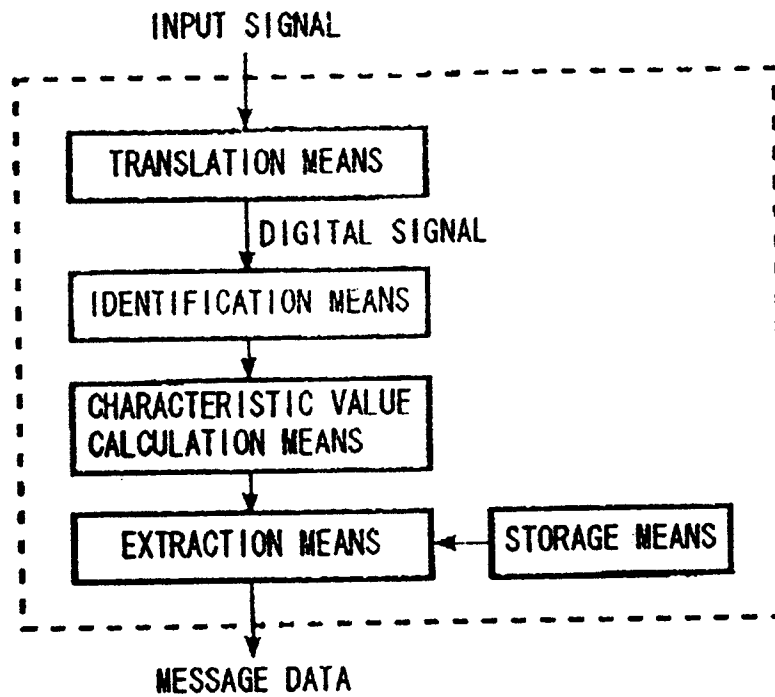 INPUT SIGNAL
TRANSLATION MEANS
DIGITAL SIGNAL
IDENTIFICATION MEANS
CHARACTERISTIC VALUE
CALCULATION MEANS
EXTRACTION MEANS
STORAGE MEANS
MESSAGE DATA